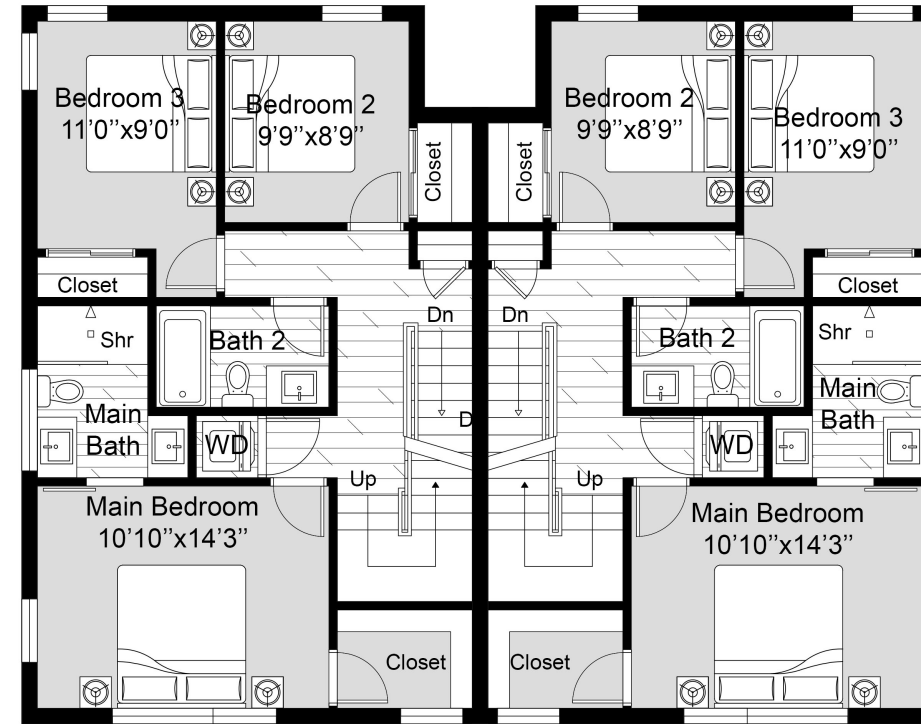 Bedroom 3
11'0''x9'0''
Bedroom 2
9'9''x8'9''
Closet
Closet
Bedroom 2
9'9''x8'9''
Bedroom 3
11'0''x9'0''
Closet
Closet
Dn
Dn
Shr
Bath 2
Bath 2
Shr
Main
Bath
WD
D
WD
Main
Bath
Up
Up
Main Bedroom
10'10''x14'3''
Main Bedroom
10'10''x14'3''
Closet
Closet